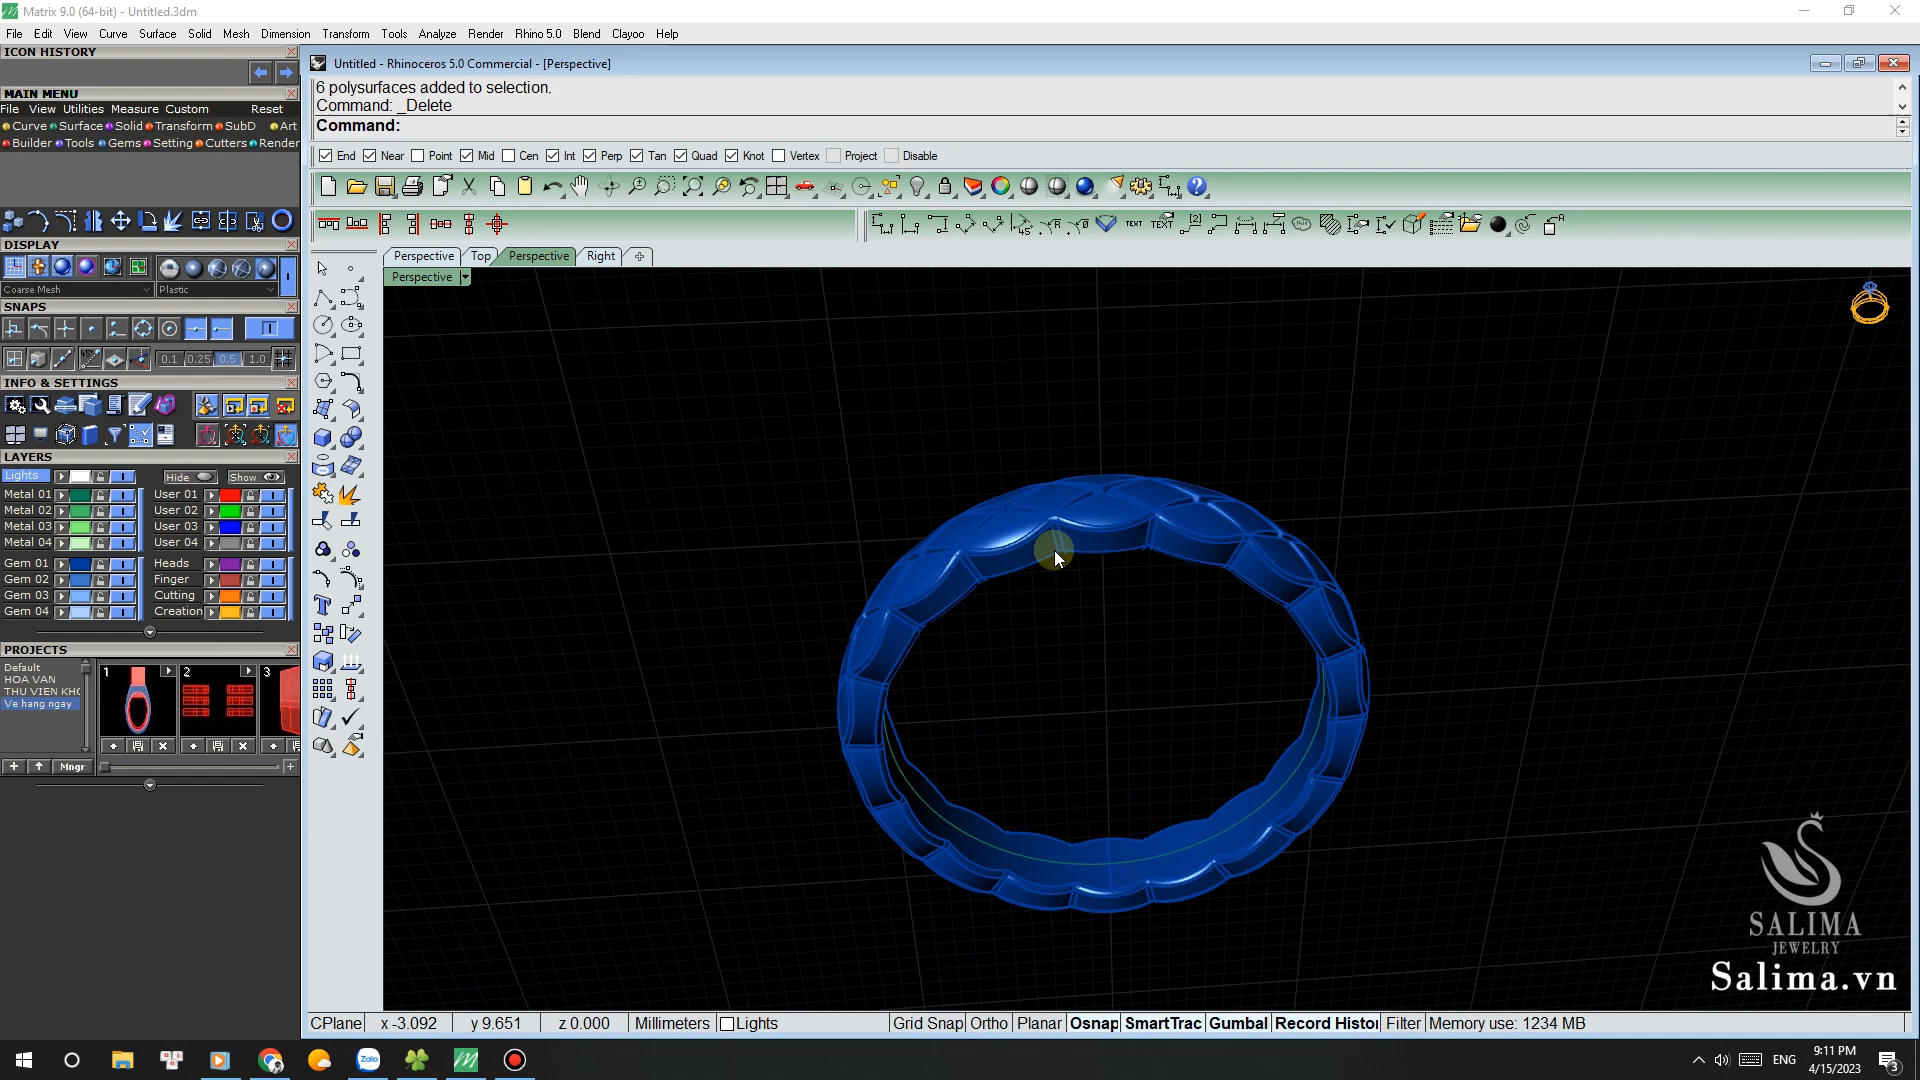 Matrix 9.0 (64-bit) - Untitled.3dm
File Edit View Curve Surface Solid Mesh Dimension Transform Tools Analyze Render Rhino 5.0 Blend Clayoo Help
ICON HISTORY
Untitled - Rhinoceros 5.0 Commercial - [Perspective]
6 polysurfaces added to selection.
Command: _Delete
Command:
MAIN MENU
File View Utilities Measure Custom Reset
Curve Surface Solid Transform SubD Art
Builder Tools Gems Setting Cutters Render
End Near Point Mid Cen Int Perp Tan Quad Knot Vertex Project Disable
TEXT TEXT
DISPLAY
Coarse Mesh Plastic
Perspective Top Perspective Right
Perspective
SNAPS
0.1 0.25 0.5 1.0
INFO & SETTINGS
LAYERS
Lights Hide Show
Metal 01 User 01
Metal 02 User 02
Metal 03 User 03
Metal 04 User 04
Gem 01 Heads
Gem 02 Finger
Gem 03 Cutting
Gem 04 Creation
PROJECTS
Default
HOA VAN
THU VIEN KHO
Ve hang ngay
1 2 3
Mngr
SALIMA
JEWELRY
Salima.vn
CPlane x -3.092 y 9.651 z 0.000 Millimeters Lights Grid Snap Ortho Planar Osnap SmartTrac Gumbal Record Histor Filter Memory use: 1234 MB
Zalo
ENG
9:11 PM
4/15/2023
3